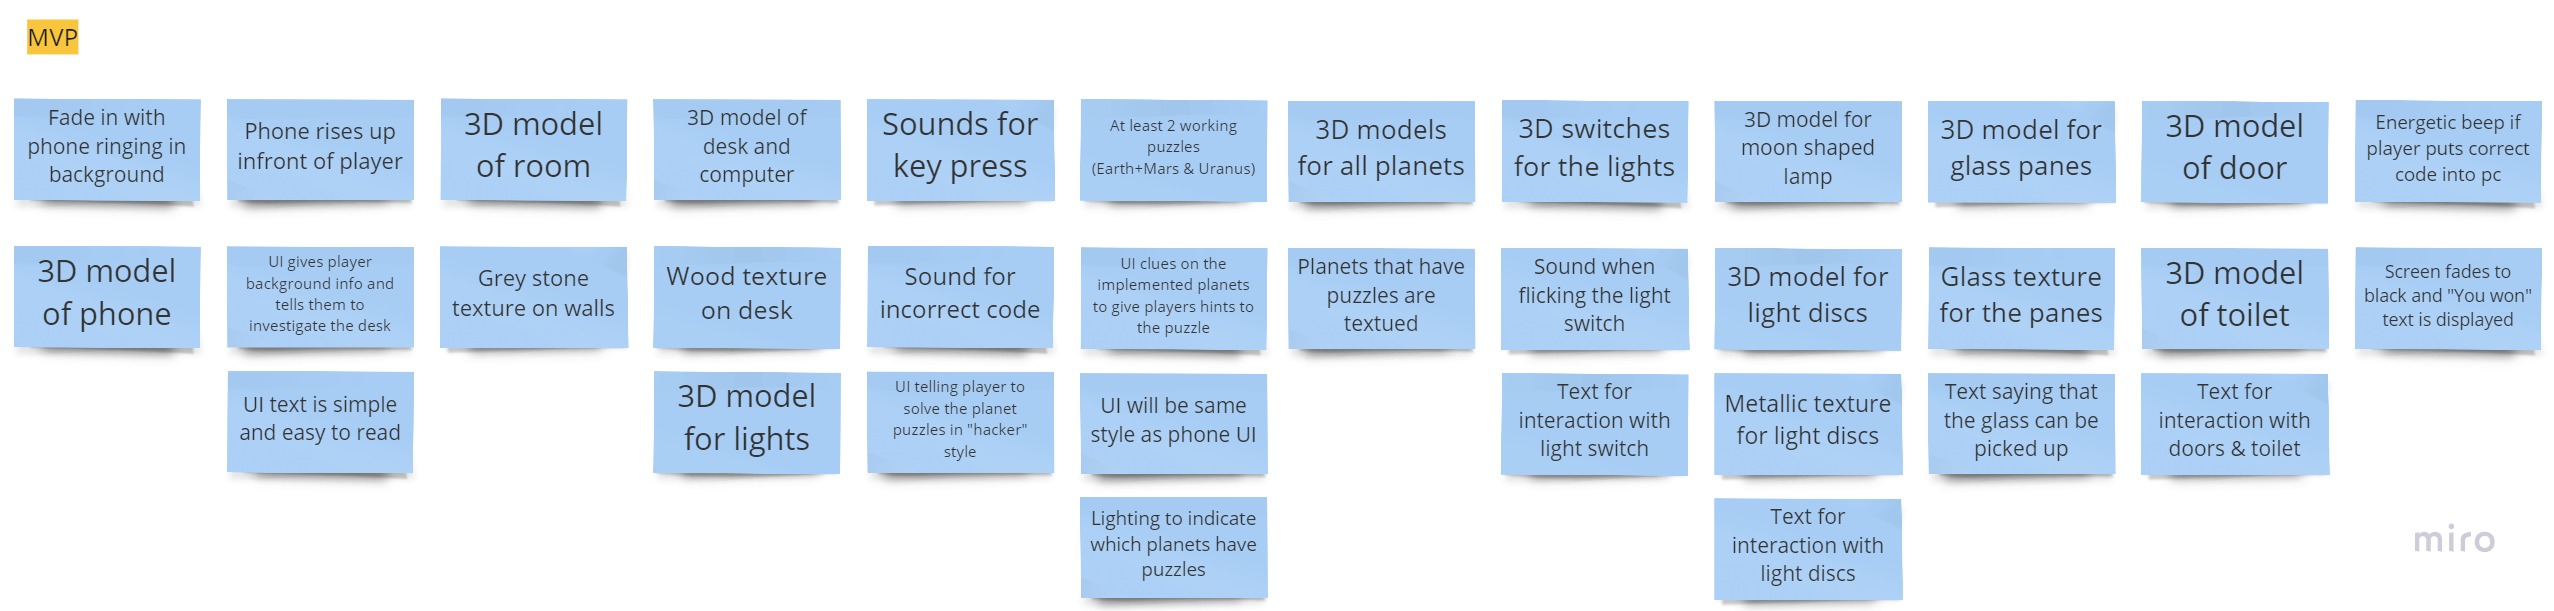 MVP
Fade in with
phone ringing in
background
Phone rises up
infront of player
3D model
of room
3D model of
desk and
computer
Sounds for
key press
At least 2 working
puzzles
(Earth+Mars & Uranus)
3D models
for all planets
3D switches
for the lights
3D model for
moon shaped
lamp
3D model for
glass panes
3D model
of door
Energetic beep if
player puts correct
code into pc
3D model
of phone
UI gives player
background info and
tells them to
investigate the desk
Grey stone
texture on walls
Wood texture
on desk
Sound for
incorrect code
UI clues on the
implemented planets
to give players hints to
the puzzle
Planets that have
puzzles are
textued
Sound when
flicking the light
switch
3D model for
light discs
Glass texture
for the panes
3D model
of toilet
Screen fades to
black and "You won"
text is displayed
UI text is simple
and easy to read
3D model
for lights
UI telling player to
solve the planet
puzzles in "hacker"
style
UI will be same
style as phone UI
Text for
interaction with
light switch
Metallic texture
for light discs
Text saying that
the glass can be
picked up
Text for
interaction with
doors & toilet
Lighting to indicate
which planets have
puzzles
Text for
interaction with
light discs
miro